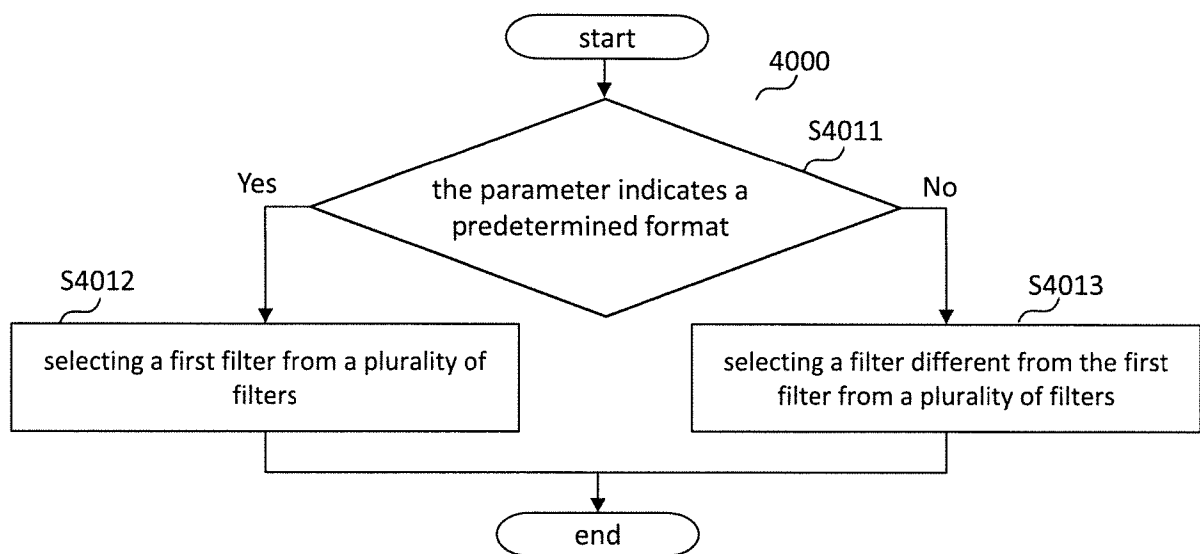 start
4000
S4011
the parameter indicates a
predetermined format
Yes
No
S4012
S4013
selecting a first filter from a plurality of
filters
selecting a filter different from the first
filter from a plurality of filters
end